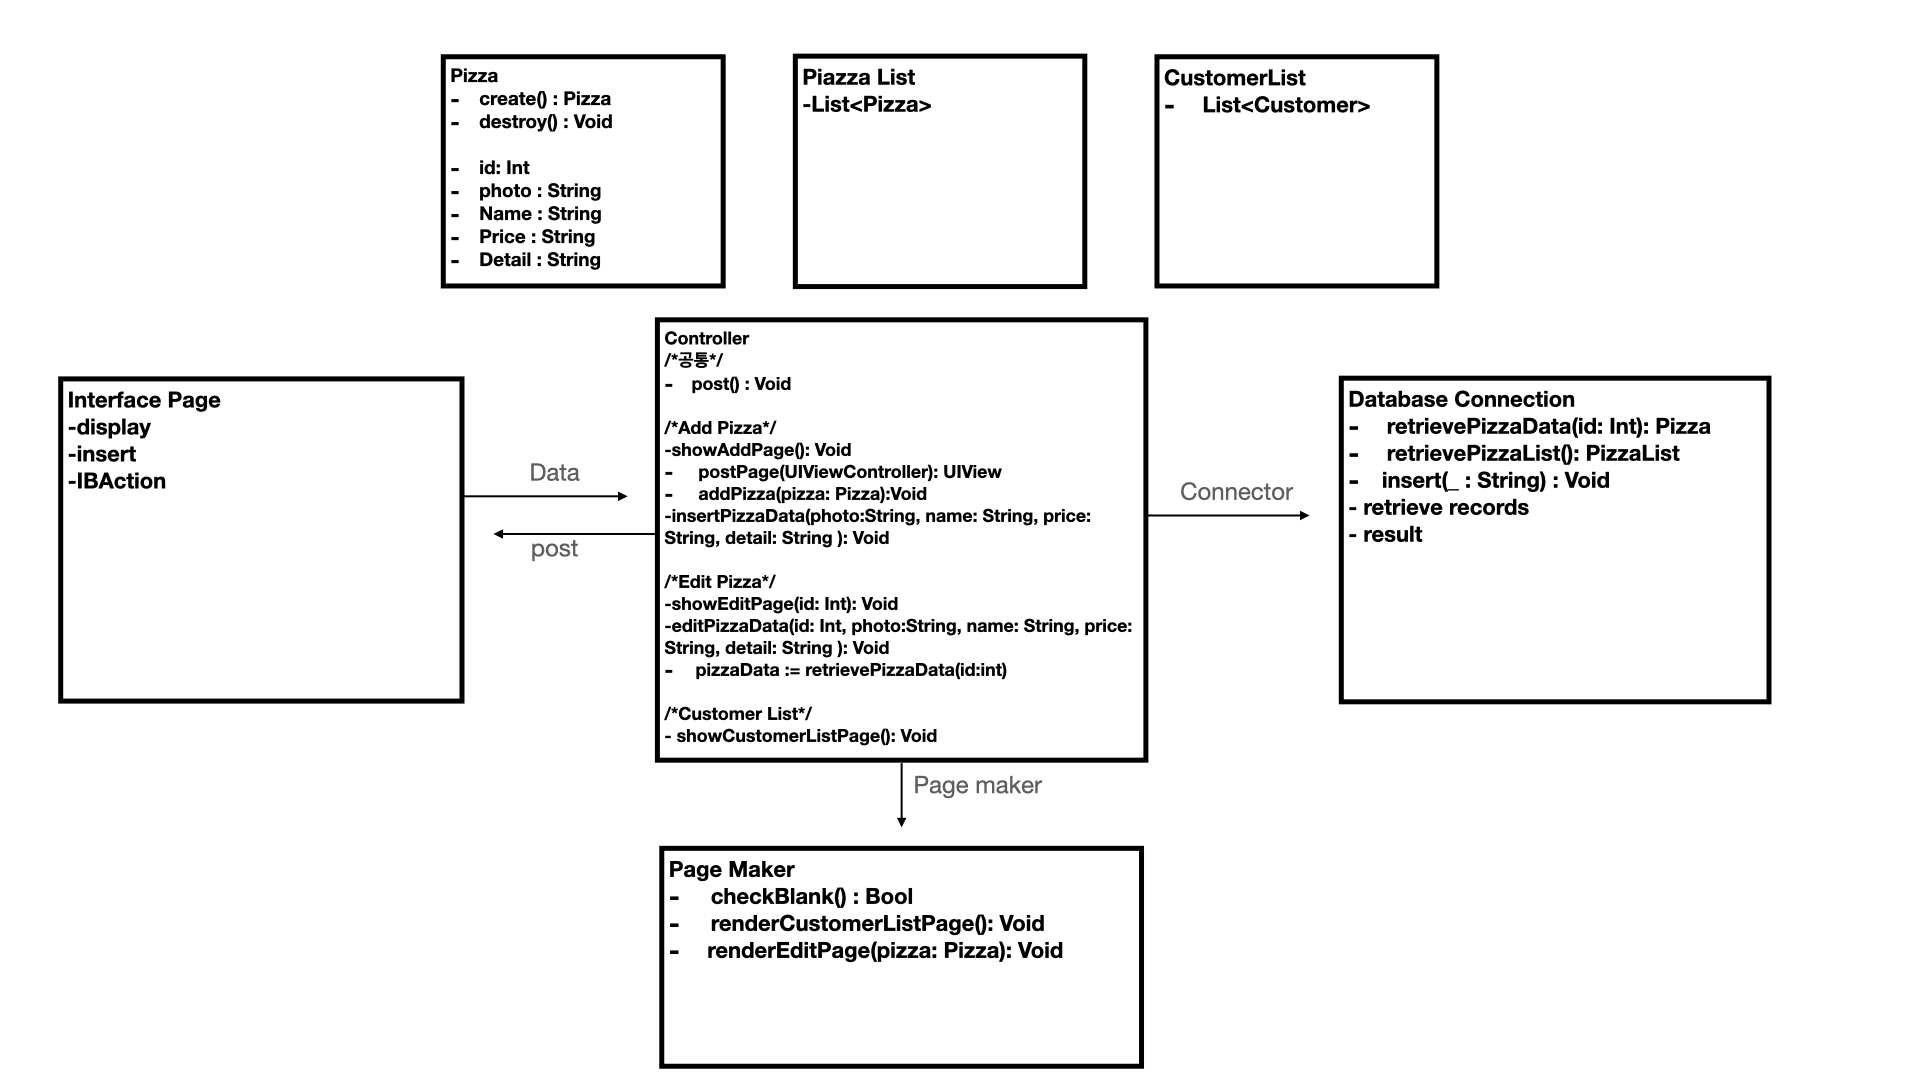 Pizza
- create() : Pizza
- destroy() : Void
- id: Int
- photo : String
- Name : String
- Price : String
- Detail : String
Piazza List
-List<Pizza>
CustomerList
- List<Customer>
Interface Page
-display
-insert
-IBAction
Data
post
Controller
/*공통*/
- post() : Void
/*Add Pizza*/
-showAddPage(): Void
- postPage(UIViewController): UIView
- addPizza(pizza: Pizza):Void
-insertPizzaData(photo:String, name: String, price:
String, detail: String ): Void
/*Edit Pizza*/
-showEditPage(id: Int): Void
-editPizzaData(id: Int, photo:String, name: String, price:
String, detail: String ): Void
- pizzaData := retrievePizzaData(id:int)
/*Customer List*/
- showCustomerListPage(): Void
Connector
Database Connection
- retrievePizzaData(id: Int): Pizza
- retrievePizzaList(): PizzaList
- insert(_ : String) : Void
- retrieve records
- result
Page maker
Page Maker
- checkBlank() : Bool
- renderCustomerListPage(): Void
- renderEditPage(pizza: Pizza): Void